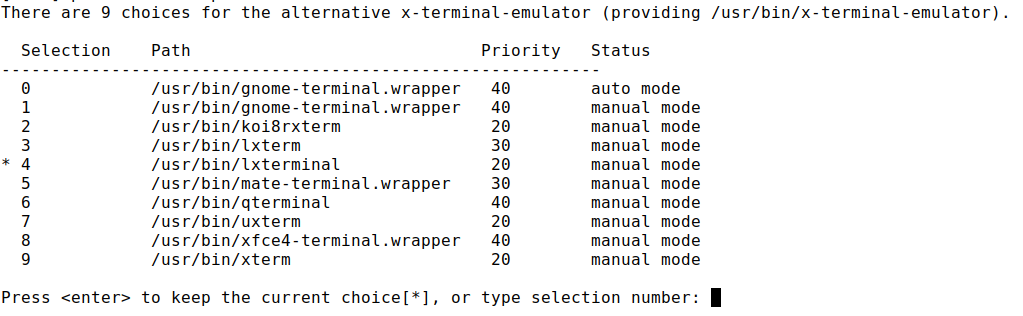 There are 9 choices for the alternative x-terminal-emulator (providing /usr/bin/x-terminal-emulator).
Selection    Path                             Priority   Status
------------------------------------------------------------
  0            /usr/bin/gnome-terminal.wrapper   40        auto mode
  1            /usr/bin/gnome-terminal.wrapper   40        manual mode
  2            /usr/bin/koi8rxterm               20        manual mode
  3            /usr/bin/lxterm                   30        manual mode
* 4            /usr/bin/lxterminal               20        manual mode
  5            /usr/bin/mate-terminal.wrapper    30        manual mode
  6            /usr/bin/qterminal                40        manual mode
  7            /usr/bin/uxterm                   20        manual mode
  8            /usr/bin/xfce4-terminal.wrapper   40        manual mode
  9            /usr/bin/xterm                    20        manual mode
Press <enter> to keep the current choice[*], or type selection number: